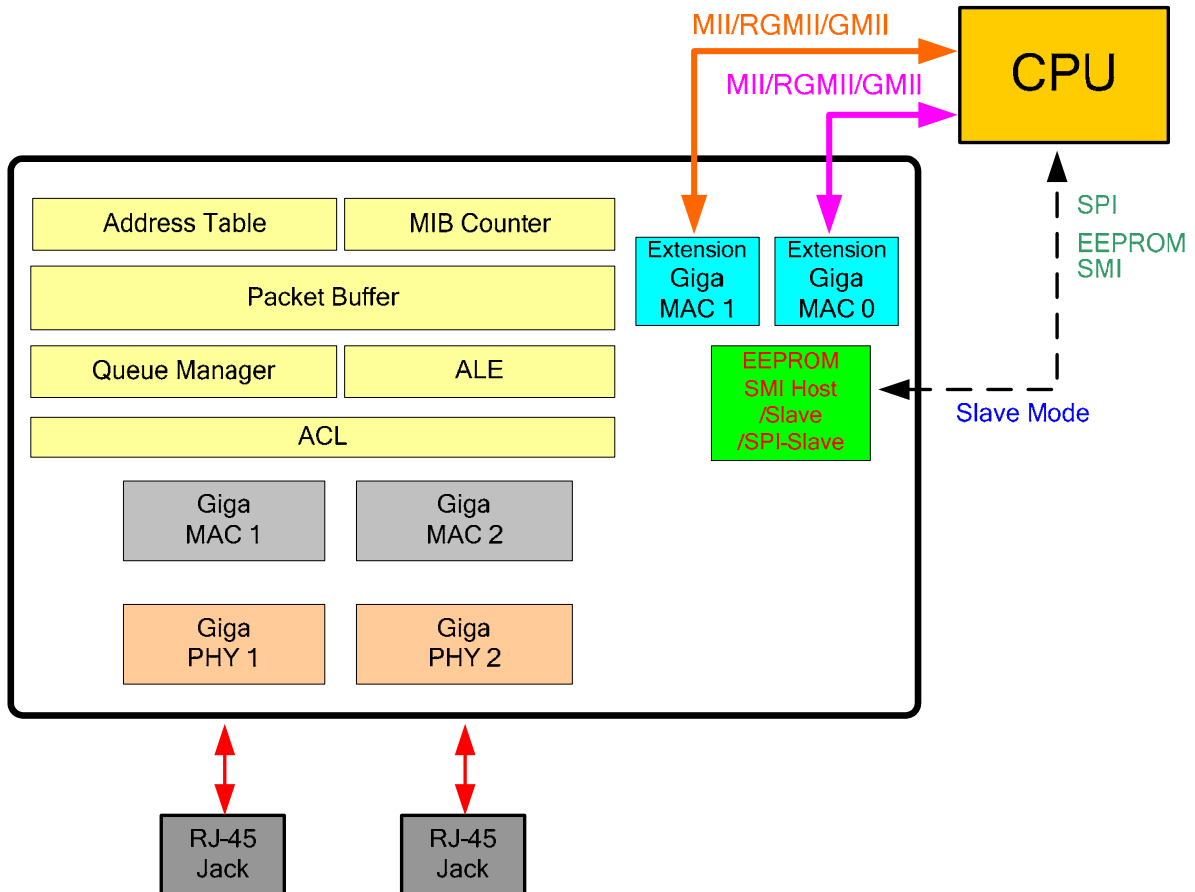 MII/RGMII/GMII
CPU
MII/RGMII/GMII
Address Table
MIB Counter
SPI
EEPROM
SMI
Extension
Giga
MAC 1
Extension
Giga
MAC 0
Packet Buffer
Queue Manager
ALE
EEPROM
SMI Host
/Slave
/SPI-Slave
Slave Mode
ACL
Giga
MAC 1
Giga
MAC 2
Giga
PHY 1
Giga
PHY 2
RJ-45
Jack
RJ-45
Jack